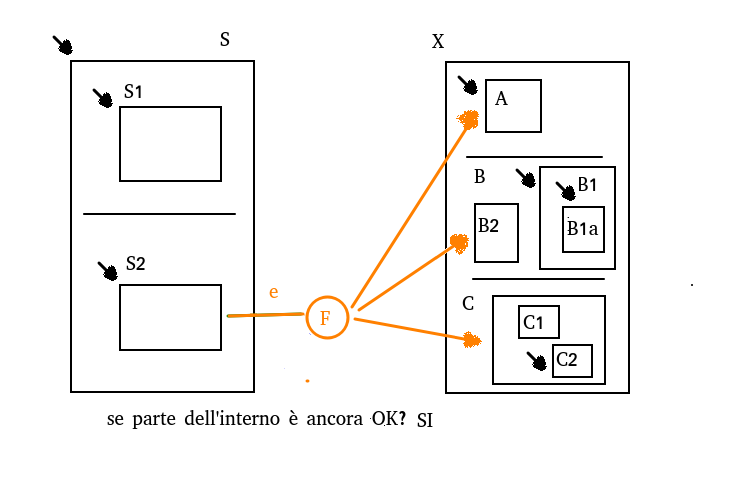 S
X
S1
A
B
B1
B2
B1a
S2
e
F
C
C1
C2
se parte dell'interno è ancora OK? SI